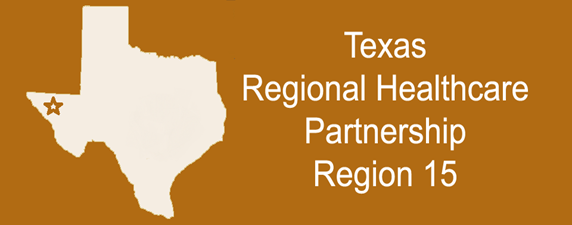 Texas
Regional Healthcare
Partnership
Region 15